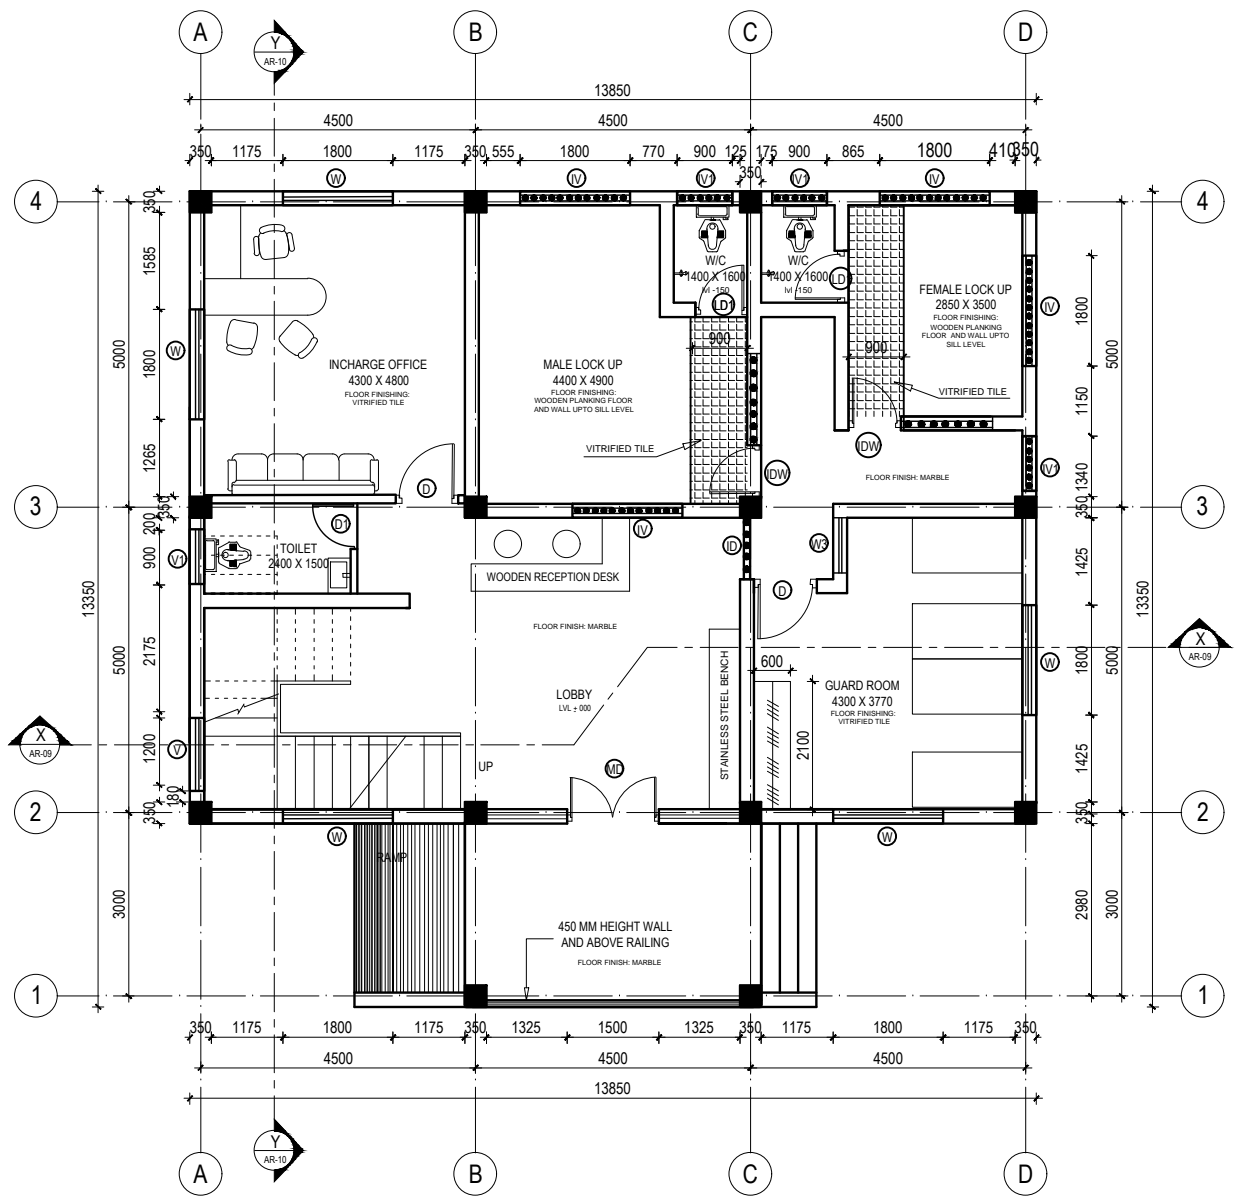 A B C D
Y
AR-10
13850
4500 4500 4500
350 1175 1800 1175 350 555 1800 770 900 125 350 175 900 865 1800 410 350
W IV IV1 IV1 IV
4 4
350
1585
1800
1265
350
5000
W
W/C
1400 X 1600
lvl -150
LD1
W/C
1400 X 1600
lvl -150
LD
FEMALE LOCK UP
2850 X 3500
FLOOR FINISHING:
WOODEN PLANKING
FLOOR AND WALL UPTO
SILL LEVEL
IV
1800
1150
1340
350
5000
INCHARGE OFFICE
4300 X 4800
FLOOR FINISHING:
VITRIFIED TILE
MALE LOCK UP
4400 X 4900
FLOOR FINISHING:
WOODEN PLANKING FLOOR
AND WALL UPTO SILL LEVEL
900
900
VITRIFIED TILE
VITRIFIED TILE
IDW
IDW
IV1
FLOOR FINISH: MARBLE
D
3 3
200
900
2175
1200
180
350
5000
13350
V1
TOILET
2400 X 1500
D1
WOODEN RECEPTION DESK
IV
ID
W3
D
1425
1800
1425
350
5000
13350
FLOOR FINISH: MARBLE
X
AR-09
W
LOBBY
LVL ± 000
STAINLESS STEEL BENCH
600
2100
GUARD ROOM
4300 X 3770
FLOOR FINISHING:
VITRIFIED TILE
X
AR-09
V
UP
MD
2 2
W W
RAMP
3000
2980
3000
450 MM HEIGHT WALL
AND ABOVE RAILING
FLOOR FINISH: MARBLE
1 1
350 1175 1800 1175 350 1325 1500 1325 350 1175 1800 1175 350
4500 4500 4500
13850
Y
AR-10
A B C D